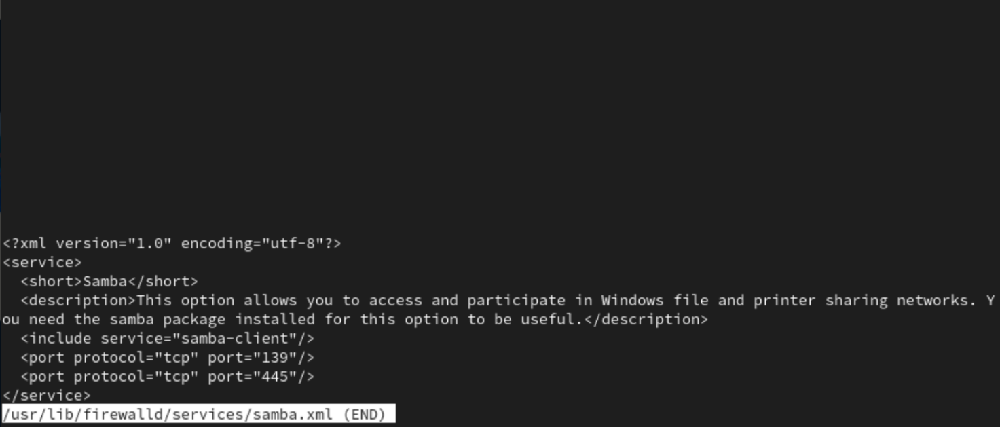 <?xml version="1.0" encoding="utf-8"?>
<service>
  <short>Samba</short>
  <description>This option allows you to access and participate in Windows file and printer sharing networks. Y
ou need the samba package installed for this option to be useful.</description>
  <include service="samba-client"/>
  <port protocol="tcp" port="139"/>
  <port protocol="tcp" port="445"/>
</service>
/usr/lib/firewalld/services/samba.xml (END)